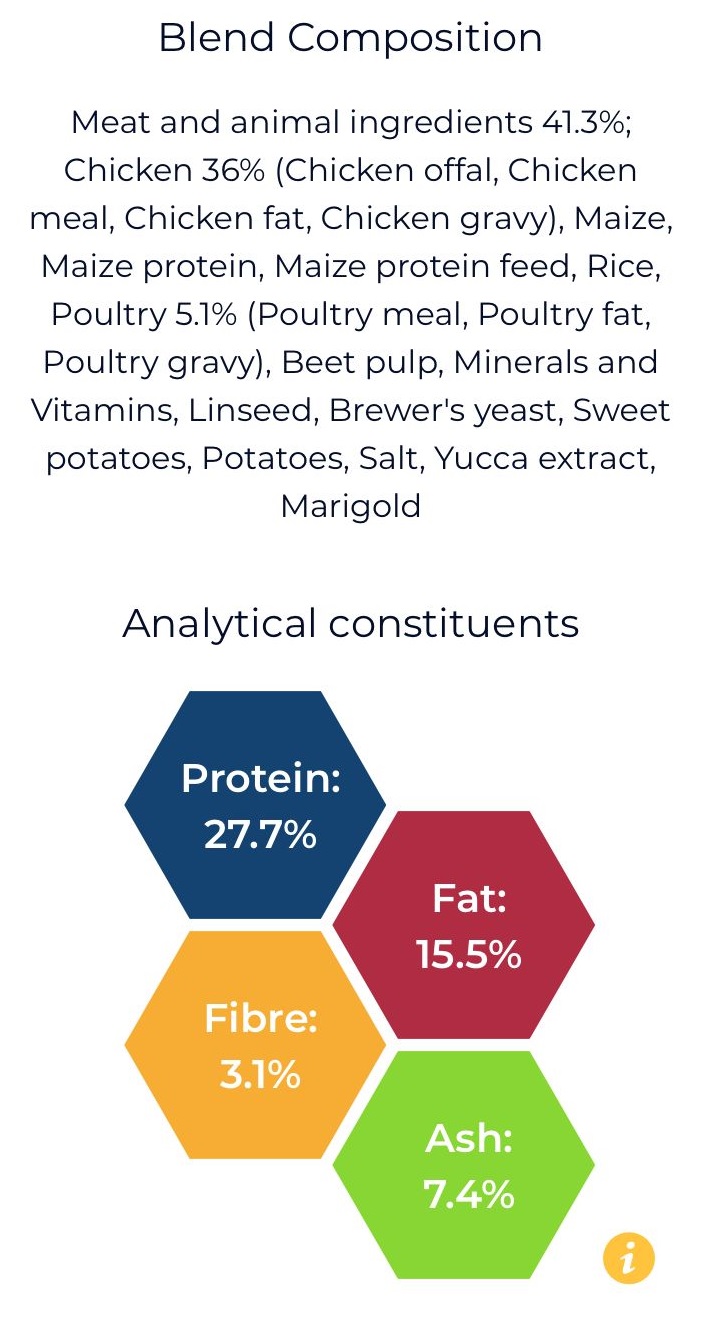 Blend Composition
Meat and animal ingredients 41.3%;
Chicken 36% (Chicken offal, Chicken
meal, Chicken fat, Chicken gravy), Maize,
Maize protein, Maize protein feed, Rice,
Poultry 5.1% (Poultry meal, Poultry fat,
Poultry gravy), Beet pulp, Minerals and
Vitamins, Linseed, Brewer's yeast, Sweet
potatoes, Potatoes, Salt, Yucca extract,
Marigold
Analytical constituents
Protein:
27.7%
Fat:
15.5%
Fibre:
3.1%
Ash:
7.4%
i